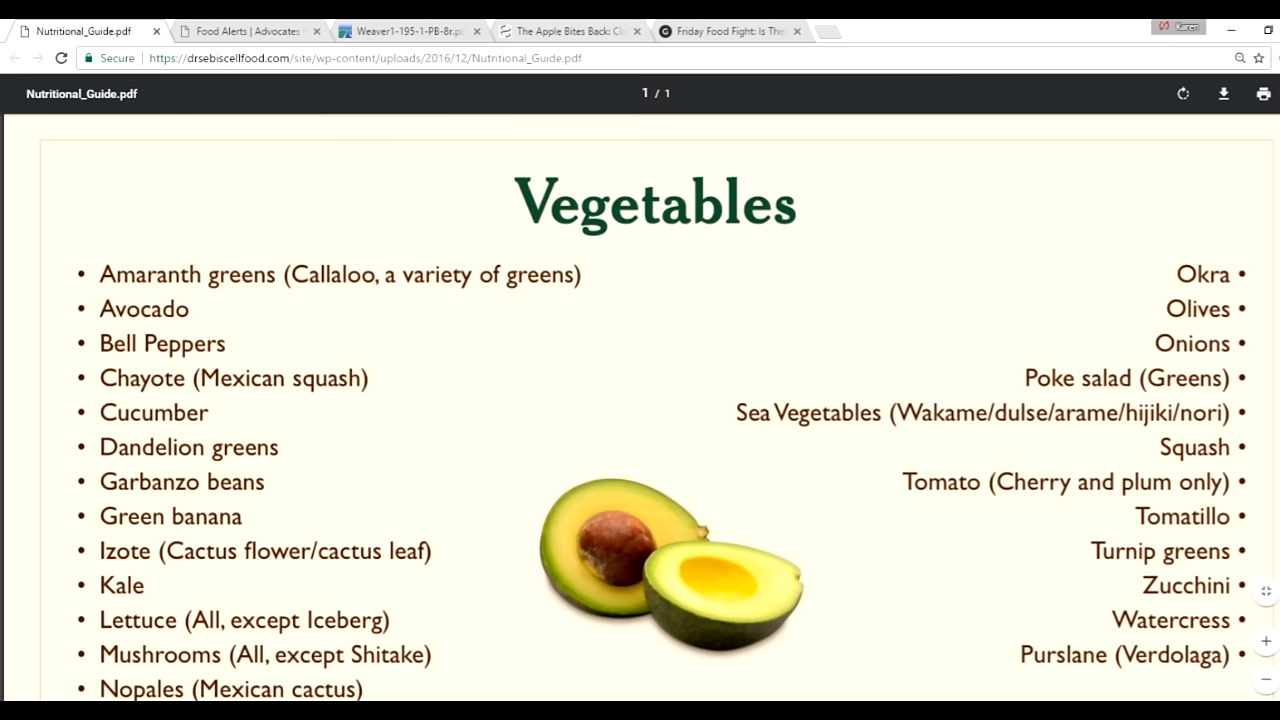 Nutritional_Guide.pdf
Food Alerts | Advocates
Weaver1-195-1-PB-8r.p
The Apple Bites Back: Cl
Friday Food Fight: Is The
Karen
Secure
https://drsebiscellfood.com/site/wp-content/uploads/2016/12/Nutritional_Guide.pdf
Nutritional_Guide.pdf
1 / 1
Vegetables
• Amaranth greens (Callaloo, a variety of greens)
• Avocado
• Bell Peppers
• Chayote (Mexican squash)
• Cucumber
• Dandelion greens
• Garbanzo beans
• Green banana
• Izote (Cactus flower/cactus leaf)
• Kale
• Lettuce (All, except Iceberg)
• Mushrooms (All, except Shitake)
• Nopales (Mexican cactus)
Okra •
Olives •
Onions •
Poke salad (Greens) •
Sea Vegetables (Wakame/dulse/arame/hijiki/nori) •
Squash •
Tomato (Cherry and plum only) •
Tomatillo •
Turnip greens •
Zucchini •
Watercress •
Purslane (Verdolaga) •